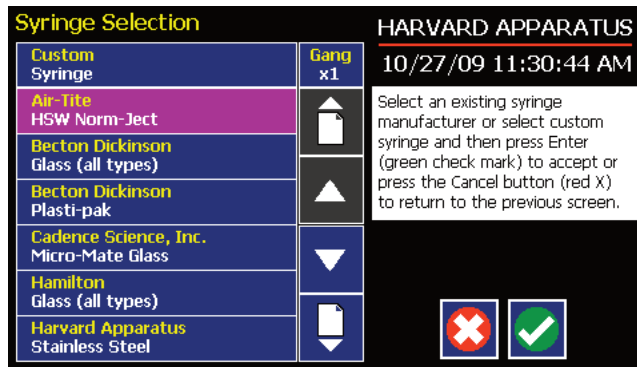 Syringe Selection
Custom
Syringe
Gang
x1
Air-Tite
HSW Norm-Ject
Becton Dickinson
Glass (all types)
Becton Dickinson
Plasti-pak
Cadence Science, Inc.
Micro-Mate Glass
Hamilton
Glass (all types)
Harvard Apparatus
Stainless Steel
HARVARD APPARATUS
10/27/09 11:30:44 AM
Select an existing syringe
manufacturer or select custom
syringe and then press Enter
(green check mark) to accept or
press the Cancel button (red X)
to return to the previous screen.